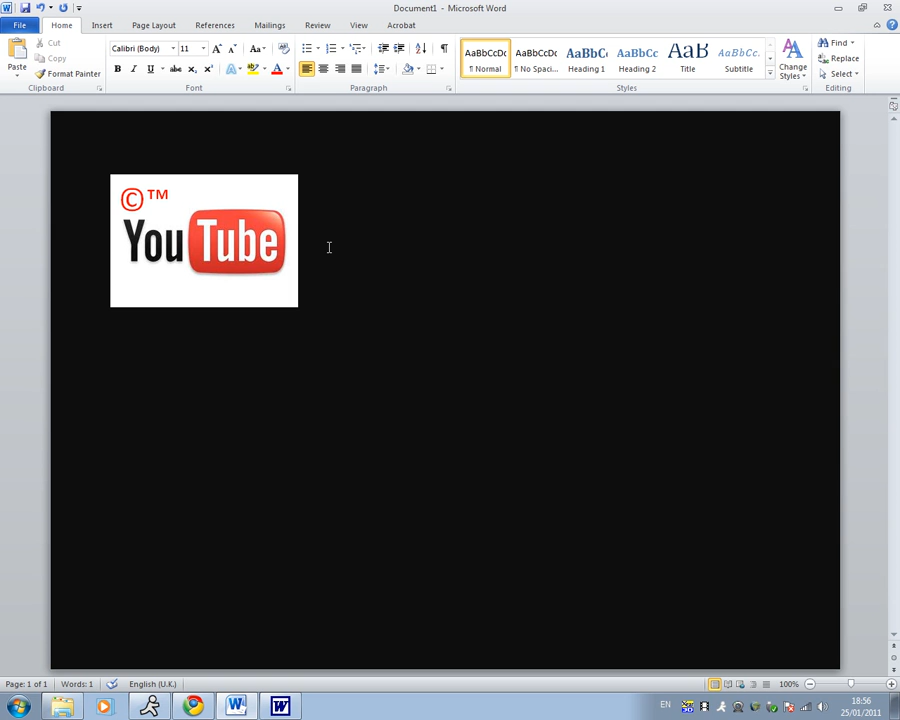 Document1 - Microsoft Word
File Home Insert Page Layout References Mailings Review View Acrobat
Paste
Cut
Copy
Format Painter
Clipboard
Calibri (Body) 11
Font
Paragraph
AaBbCcDc AaBbCcDc AaBbC AaBbCc AaB AaBbCc.
¶ Normal ¶ No Spaci... Heading 1 Heading 2 Title Subtitle
Change
Styles
Styles
Find
Replace
Select
Editing
©™
YouTube
Page: 1 of 1 Words: 1 English (U.K.) 100%
EN 18:56
25/01/2011